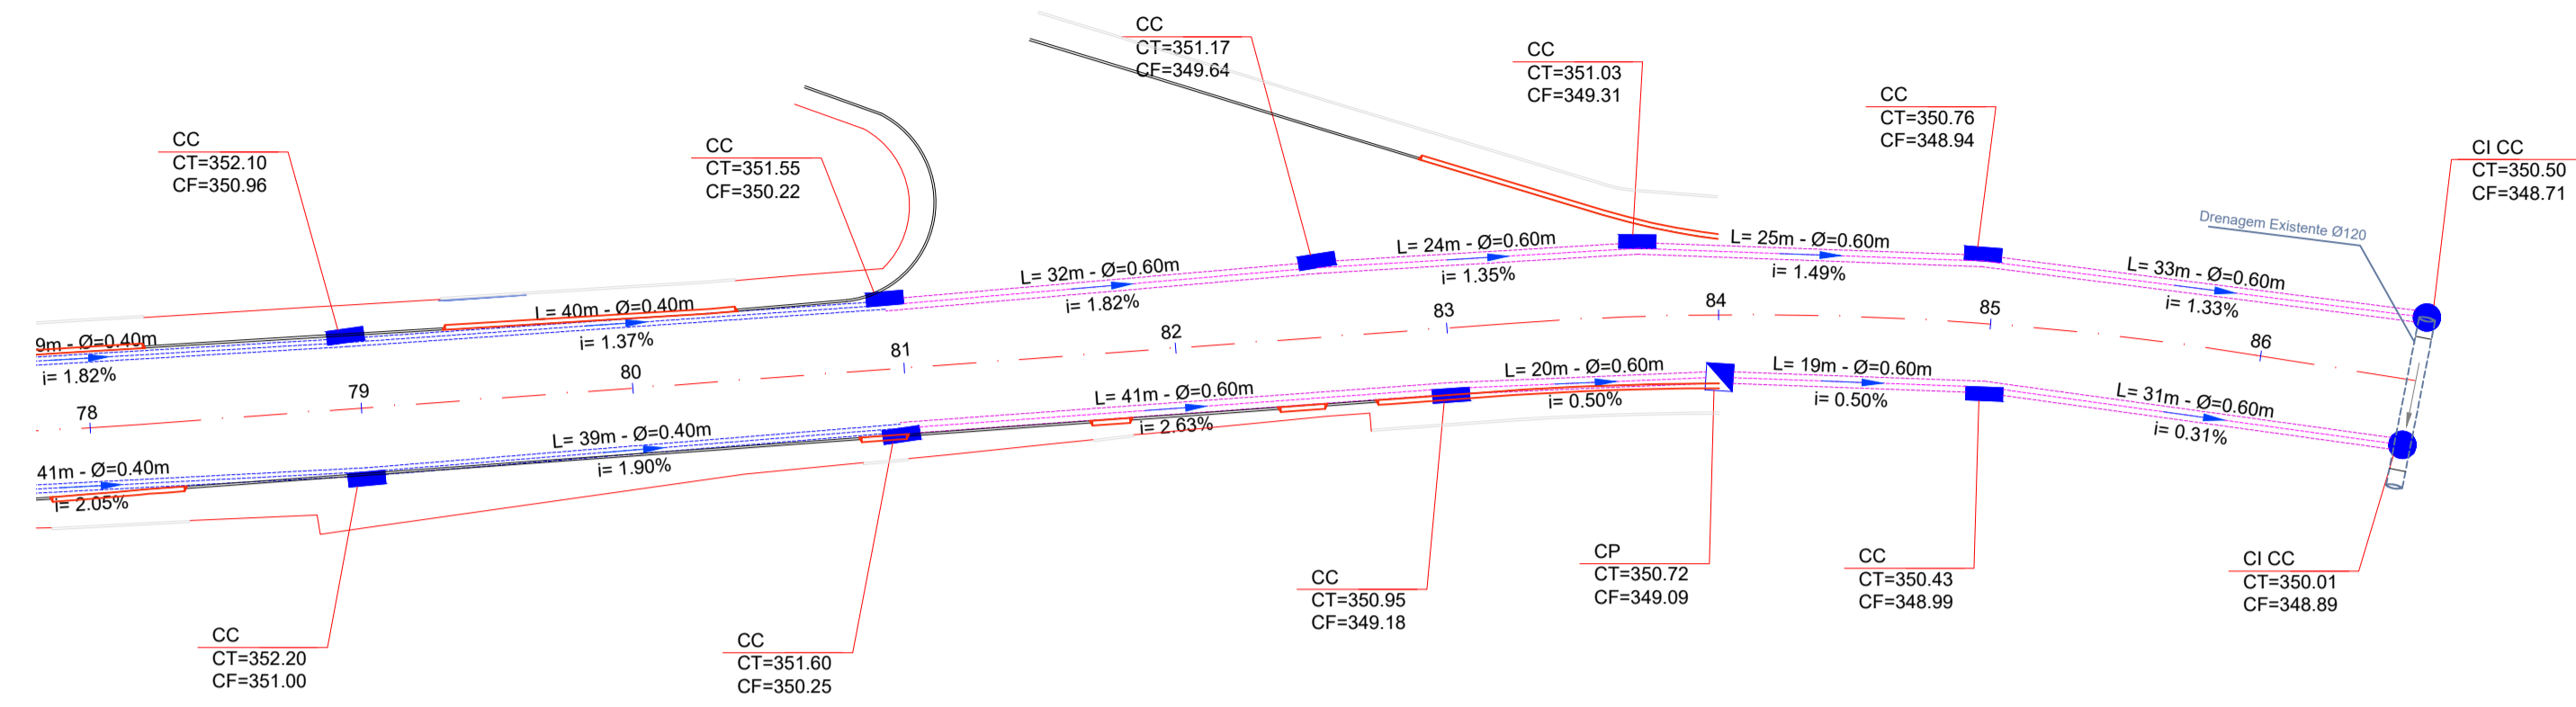 CC
CT=351.17
CF=349.64
CC
CT=351.03
CF=349.31
CC
CT=350.76
CF=348.94
CC
CT=352.10
CF=350.96
CC
CT=351.55
CF=350.22
CI CC
CT=350.50
CF=348.71
Drenagem Existente Ø120
L= 24m - Ø=0.60m
i= 1.35%
L= 25m - Ø=0.60m
i= 1.49%
L= 32m - Ø=0.60m
i= 1.82%
L= 33m - Ø=0.60m
i= 1.33%
L= 40m - Ø=0.40m
i= 1.37%
9m - Ø=0.40m
i= 1.82%
78
79
80
81
82
83
84
85
86
41m - Ø=0.40m
i= 2.05%
L= 39m - Ø=0.40m
i= 1.90%
L= 41m - Ø=0.60m
i= 2.63%
L= 20m - Ø=0.60m
i= 0.50%
L= 19m - Ø=0.60m
i= 0.50%
L= 31m - Ø=0.60m
i= 0.31%
CC
CT=352.20
CF=351.00
CC
CT=351.60
CF=350.25
CC
CT=350.95
CF=349.18
CP
CT=350.72
CF=349.09
CC
CT=350.43
CF=348.99
CI CC
CT=350.01
CF=348.89